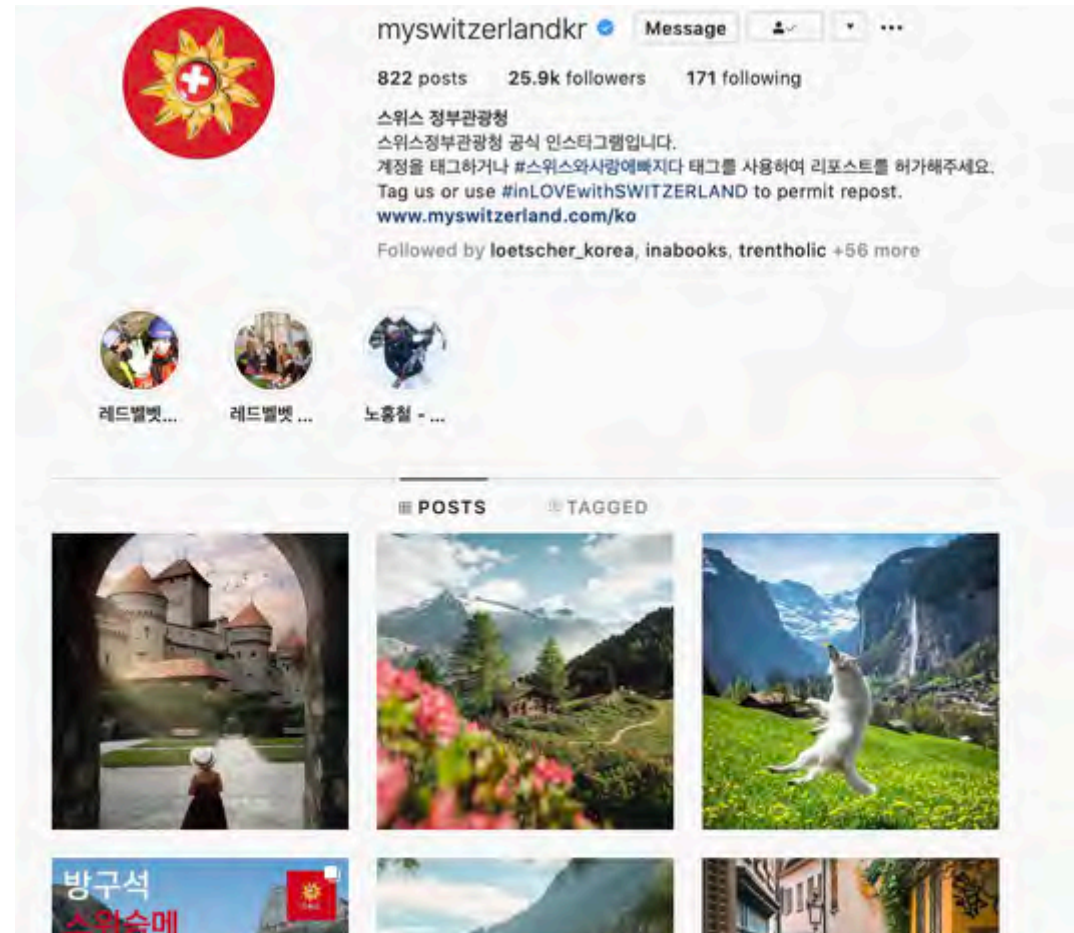 myswitzerlandkr Message
822 posts 25.9k followers 171 following
스위스 정부관광청
스위스정부관광청 공식 인스타그램입니다.
계정을 태그하거나 #스위스와사랑에빠지다 태그를 사용하여 리포스트를 허가해주세요.
Tag us or use #inLOVEwithSWITZERLAND to permit repost.
www.myswitzerland.com/ko
Followed by loetscher_korea, inabooks, trentholic +56 more
레드벨벳... 레드벨벳 ... 노홍철 - ...
POSTS TAGGED
방구석
스위습메